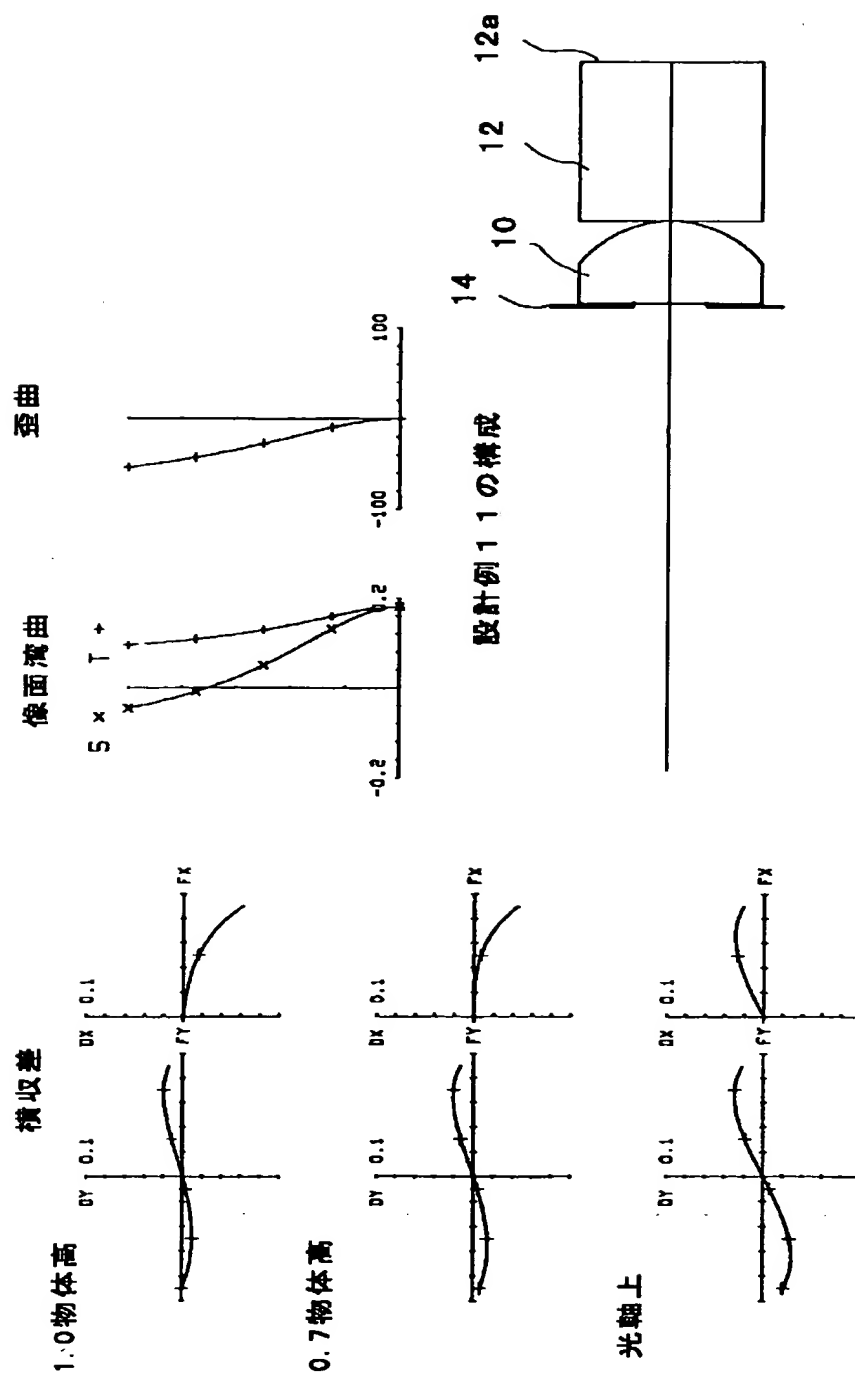 横収差
1.0物体高
DY 0.1
FY
DX 0.1
FX
0.7物体高
DY 0.1
FY
DX 0.1
FX
光軸上
DY 0.1
FY
DX 0.1
FX
像面湾曲
S × T +
-0.2 0.2
歪曲
-100 100
設計例11の構成
14
10
12
12a